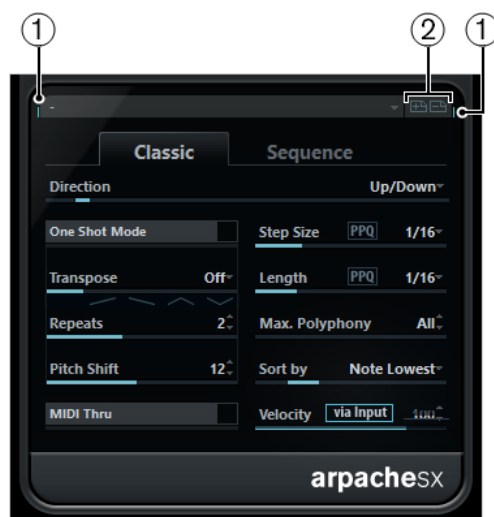 ① ② ①
-
Classic Sequence
Direction Up/Down
One Shot Mode Step Size PPQ 1/16
Transpose Off Length PPQ 1/16
Repeats 2 Max. Polyphony All
Pitch Shift 12 Sort by Note Lowest
MIDI Thru Velocity via Input 100
arpachesx